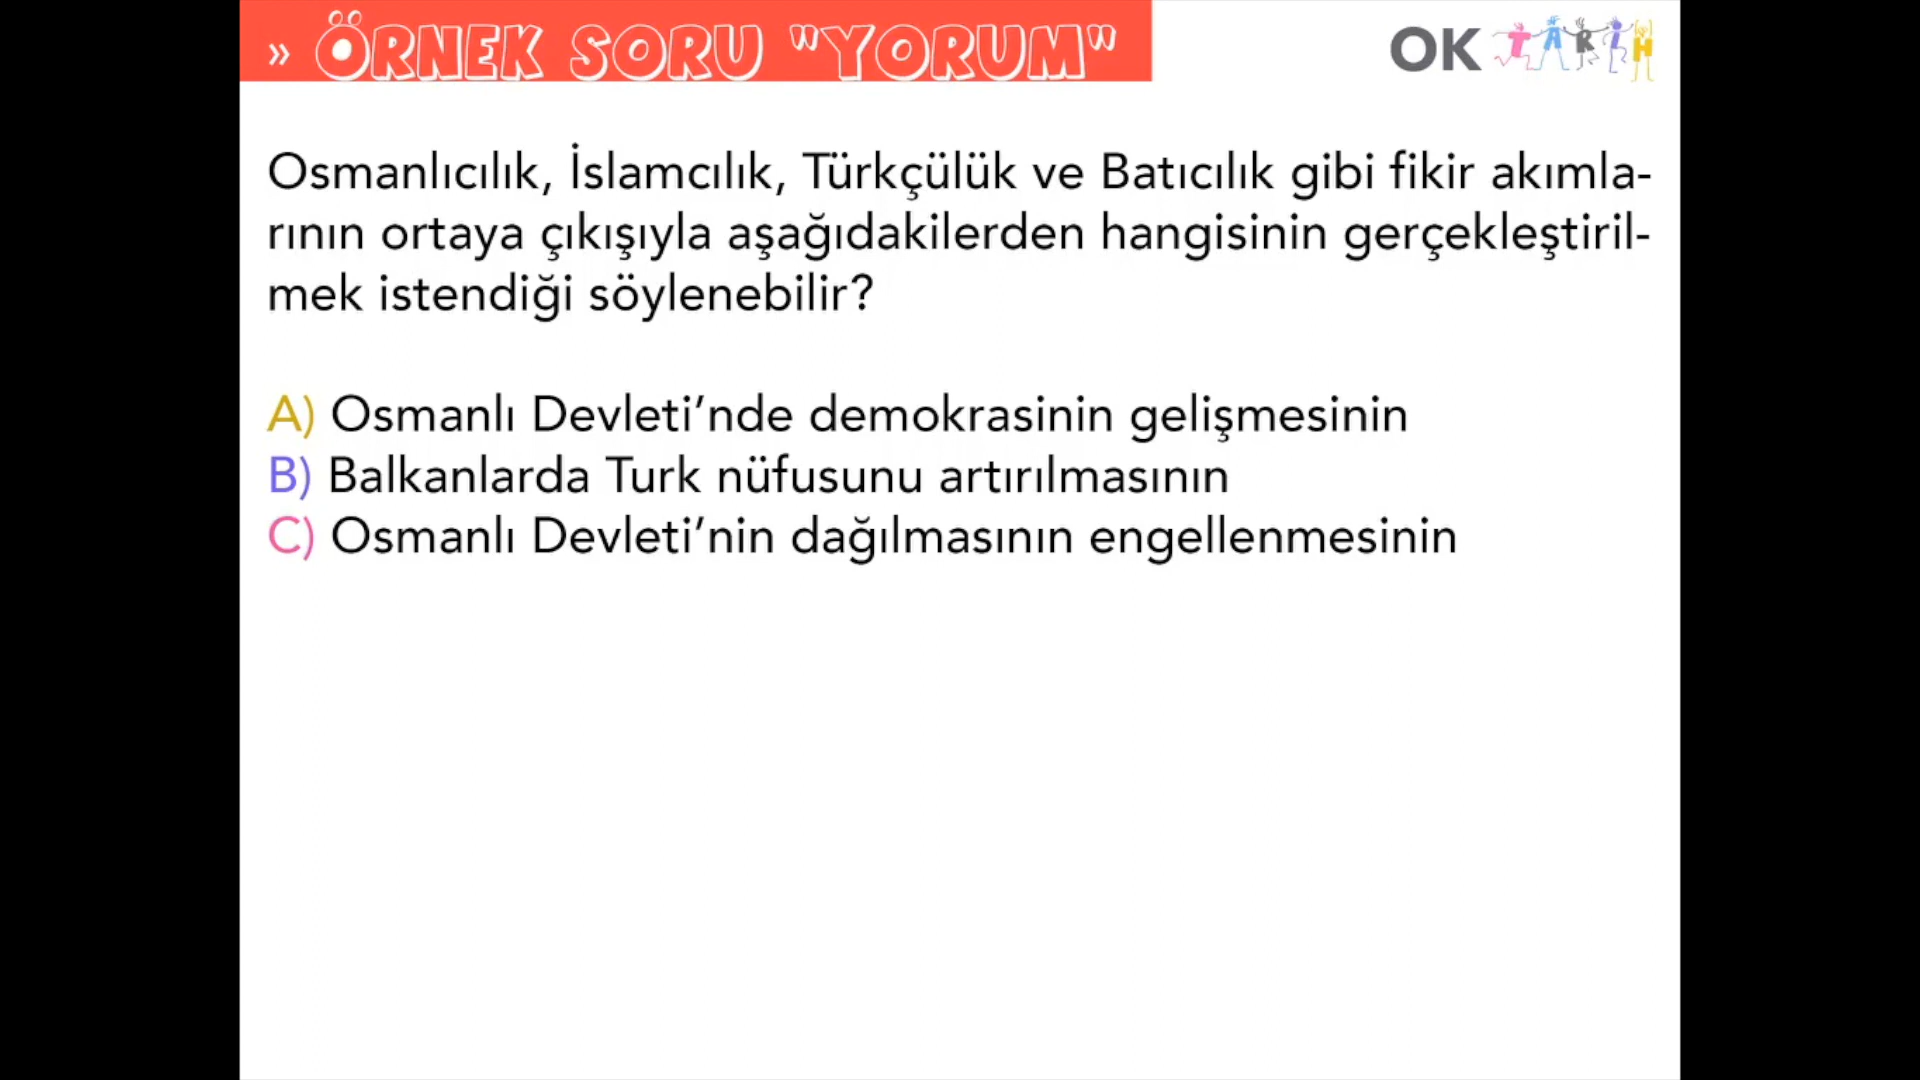 » ÖRNEK SORU "YORUM"
OK TARİH
Osmanlıcılık, İslamcılık, Türkçülük ve Batıcılık gibi fikir akımla-
rının ortaya çıkışıyla aşağıdakilerden hangisinin gerçekleştiril-
mek istendiği söylenebilir?
A) Osmanlı Devleti’nde demokrasinin gelişmesinin
B) Balkanlarda Turk nüfusunu artırılmasının
C) Osmanlı Devleti’nin dağılmasının engellenmesinin